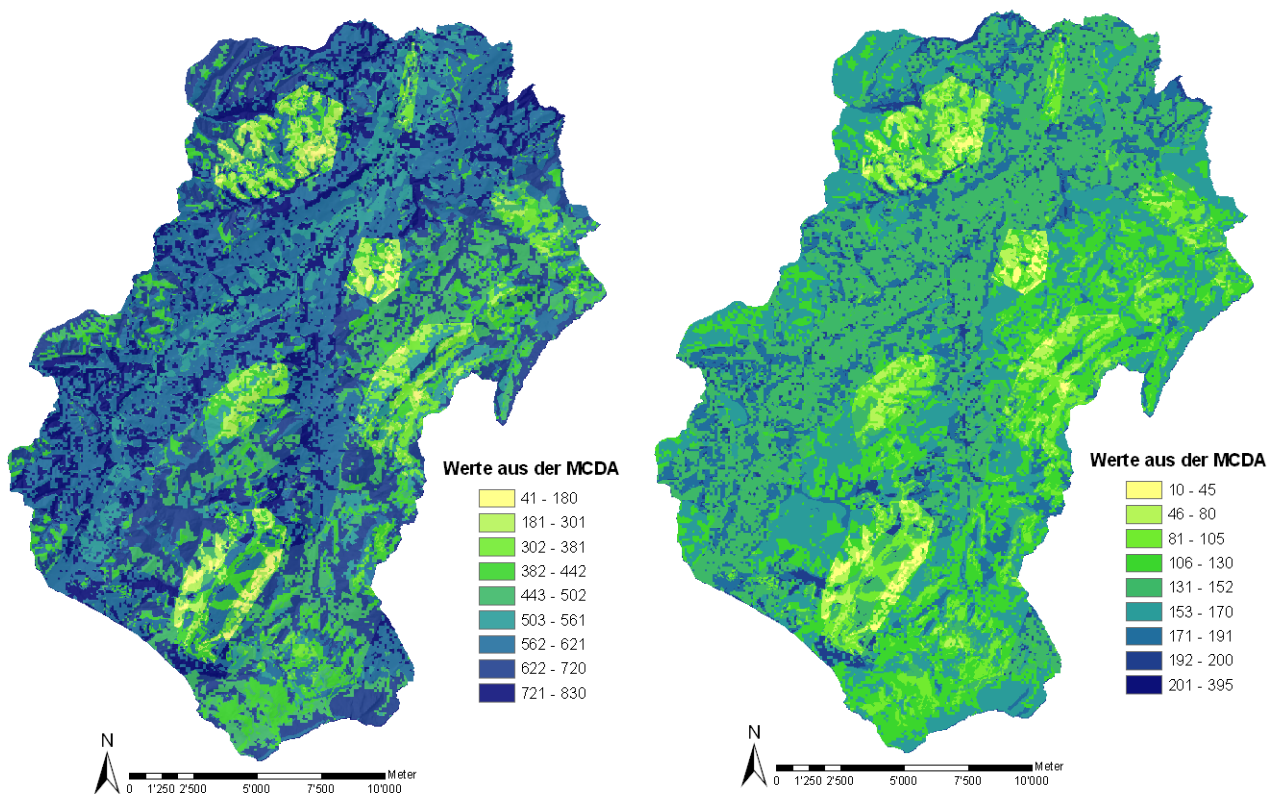 Werte aus der MCDA
41 - 180
181 - 301
302 - 381
382 - 442
443 - 502
503 - 561
562 - 621
622 - 720
721 - 830
N
Meter
0 1'250 2'500 5'000 7'500 10'000
Werte aus der MCDA
10 - 45
46 - 80
81 - 105
106 - 130
131 - 152
153 - 170
171 - 191
192 - 200
201 - 395
N
Meter
0 1'250 2'500 5'000 7'500 10'000